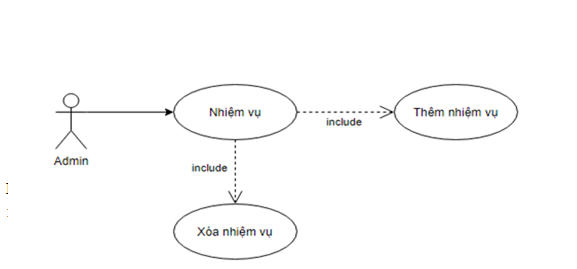 Nhiệm vụ
Thêm nhiệm vụ
include
Admin
include
Xóa nhiệm vụ